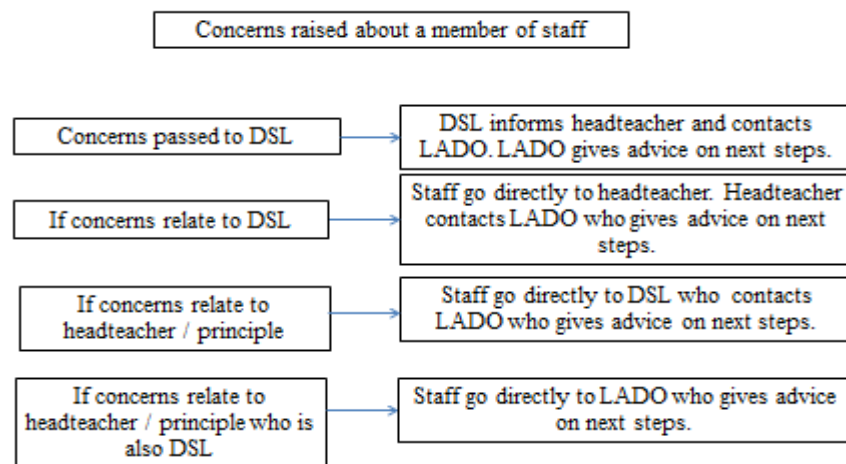 Concerns raised about a member of staff
Concerns passed to DSL
DSL informs headteacher and contacts
LADO. LADO gives advice on next steps.
If concerns relate to DSL
Staff go directly to headteacher. Headteacher
contacts LADO who gives advice on next
steps.
If concerns relate to
headteacher / principle
Staff go directly to DSL who contacts
LADO who gives advice on next steps.
If concerns relate to
headteacher / principle who is
also DSL
Staff go directly to LADO who gives advice
on next steps.